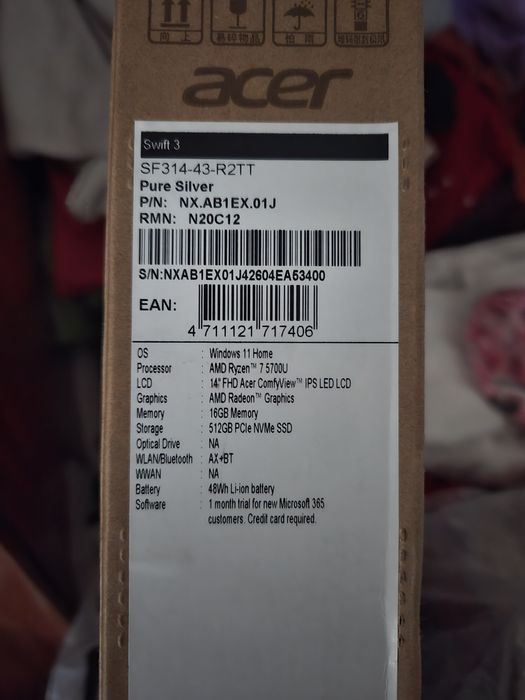 向上
易碎物品
怕雨
acer
Swift 3
SF314-43-R2TT
Pure Silver
P/N: NX.AB1EX.01J
RMN: N20C12
S/N:NXAB1EX01J42604EA53400
EAN:
4 711121 717406
OS : Windows 11 Home
Processor : AMD Ryzen™ 7 5700U
LCD : 14" FHD Acer ComfyView™ IPS LED LCD
Graphics : AMD Radeon™ Graphics
Memory : 16GB Memory
Storage : 512GB PCIe NVMe SSD
Optical Drive : NA
WLAN/Bluetooth : AX+BT
WWAN : NA
Battery : 48Wh Li-ion battery
Software : 1 month trial for new Microsoft 365
customers. Credit card required.